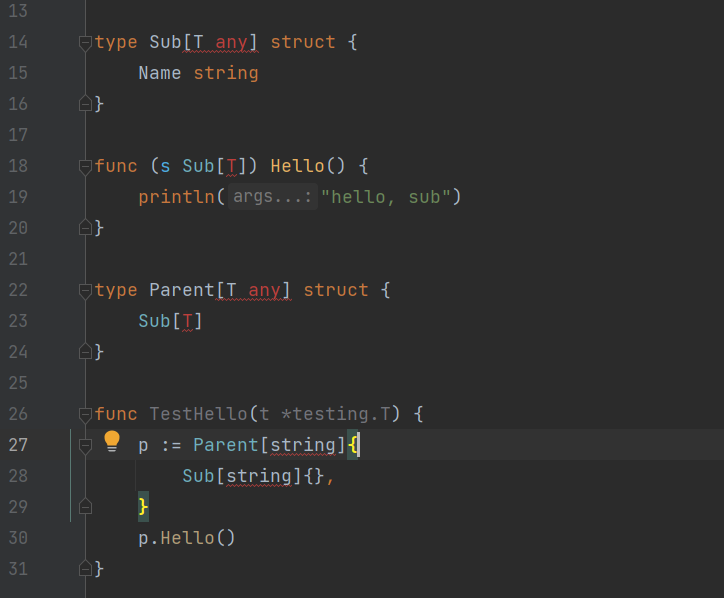 13
14 type Sub[T any] struct {
15     Name string
16 }
17
18 func (s Sub[T]) Hello() {
19     println(args...: "hello, sub")
20 }
21
22 type Parent[T any] struct {
23     Sub[T]
24 }
25
26 func TestHello(t *testing.T) {
27     p := Parent[string]{
28         Sub[string]{},
29     }
30     p.Hello()
31 }